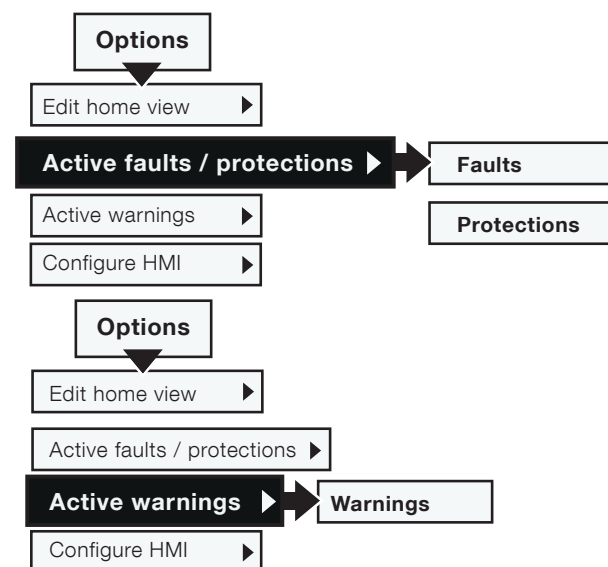 Options
Edit home view
Active faults / protections
Faults
Active warnings
Protections
Configure HMI
Options
Edit home view
Active faults / protections
Active warnings
Warnings
Configure HMI